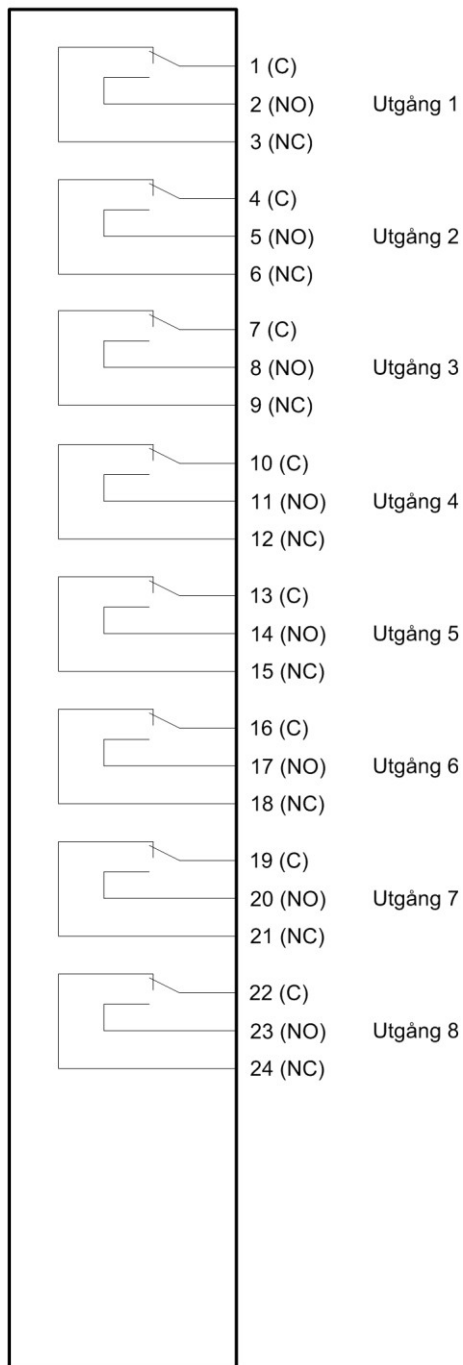 1 (C)
2 (NO) Utgång 1
3 (NC)
4 (C)
5 (NO) Utgång 2
6 (NC)
7 (C)
8 (NO) Utgång 3
9 (NC)
10 (C)
11 (NO) Utgång 4
12 (NC)
13 (C)
14 (NO) Utgång 5
15 (NC)
16 (C)
17 (NO) Utgång 6
18 (NC)
19 (C)
20 (NO) Utgång 7
21 (NC)
22 (C)
23 (NO) Utgång 8
24 (NC)